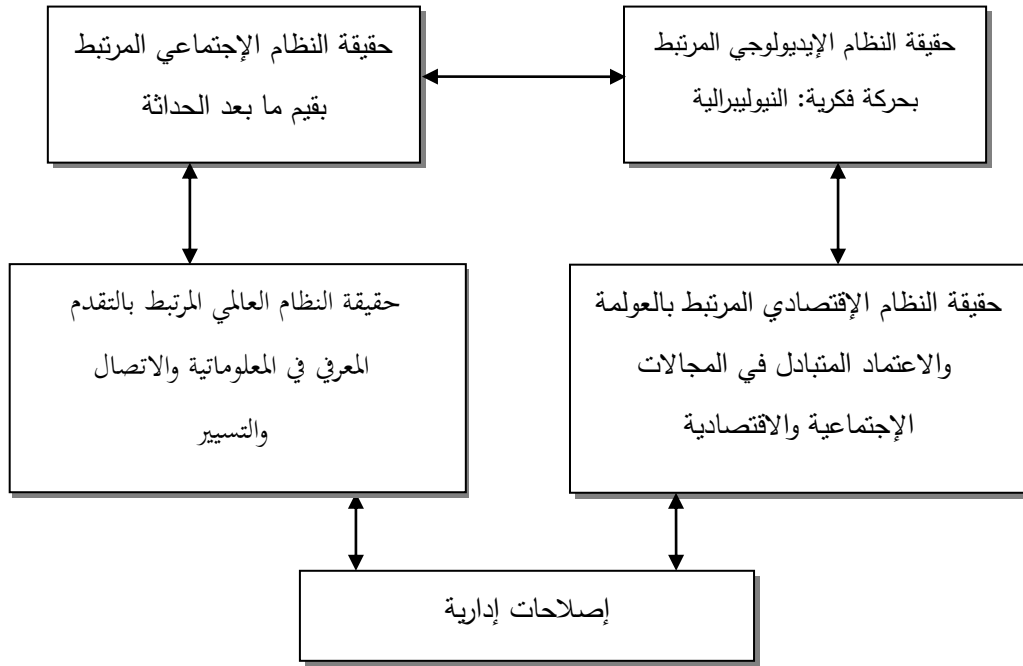 حقيقة النظام الإيديولوجي المرتبط
بحركة فكرية: النيوليبرالية
حقيقة النظام الإجتماعي المرتبط
بقيم ما بعد الحداثة
حقيقة النظام الإقتصادي المرتبط بالعولمة
والاعتماد المتبادل في المجالات
الإجتماعية والاقتصادية
حقيقة النظام العالمي المرتبط بالتقدم
المعرفي في المعلوماتية والاتصال
والتسيير
إصلاحات إدارية